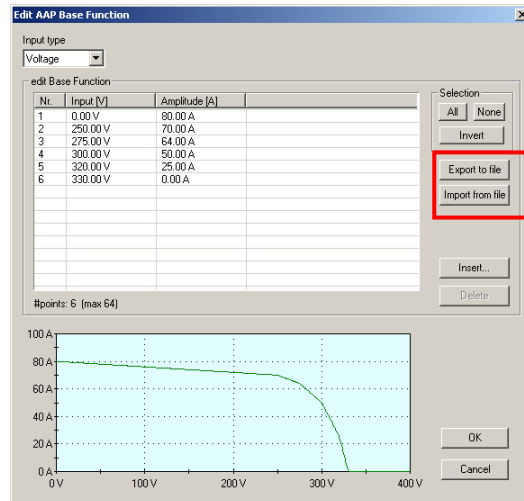 Edit AAP Base Function
Input type
Voltage
edit Base Function
Nr. Input [V] Amplitude [A]
1 0.00 V 80.00 A
2 250.00 V 70.00 A
3 275.00 V 64.00 A
4 300.00 V 50.00 A
5 320.00 V 25.00 A
6 330.00 V 0.00 A
#points: 6 (max 64)
Selection
All None
Invert
Export to file
Import from file
Insert...
Delete
100 A
80 A
60 A
40 A
20 A
0 A
0 V 100 V 200 V 300 V 400 V
OK
Cancel